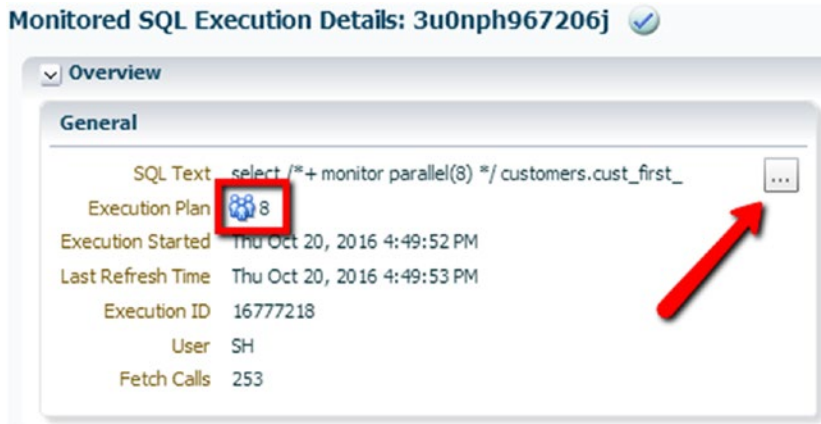 Monitored SQL Execution Details: 3u0nph967206j
Overview
General
SQL Text select /*+ monitor parallel(8) */ customers.cust_first_ ...
Execution Plan 8
Execution Started Thu Oct 20, 2016 4:49:52 PM
Last Refresh Time Thu Oct 20, 2016 4:49:53 PM
Execution ID 16777218
User SH
Fetch Calls 253